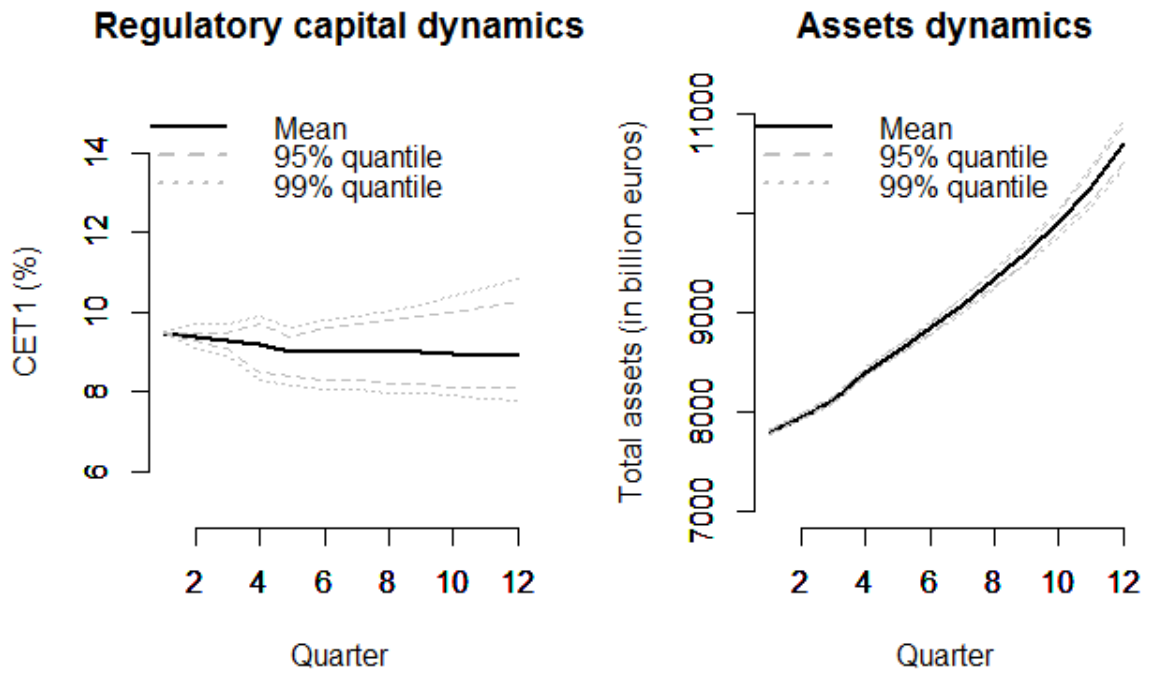 Regulatory capital dynamics
Mean
95% quantile
99% quantile
CET1 (%)
14
12
10
8
6
2 4 6 8 10 12
Quarter
Assets dynamics
Mean
95% quantile
99% quantile
Total assets (in billion euros)
11000
9000
8000
7000
2 4 6 8 10 12
Quarter